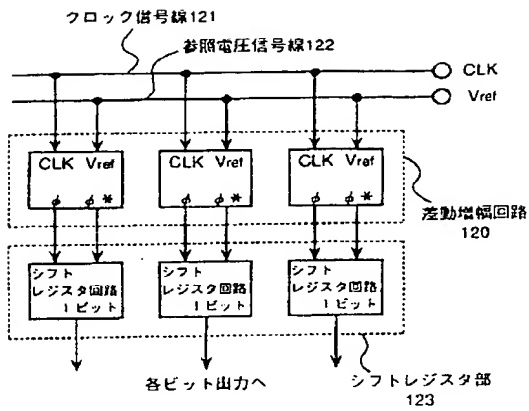 クロック信号線121
参照電圧信号線122
CLK
Vref
CLK Vref
CLK Vref
CLK Vref
φ φ*
φ φ*
φ φ*
差動増幅回路
120
シフト
レジスタ回路
1ビット
シフト
レジスタ回路
1ビット
シフト
レジスタ回路
1ビット
各ビット出力へ
シフトレジスタ部
123